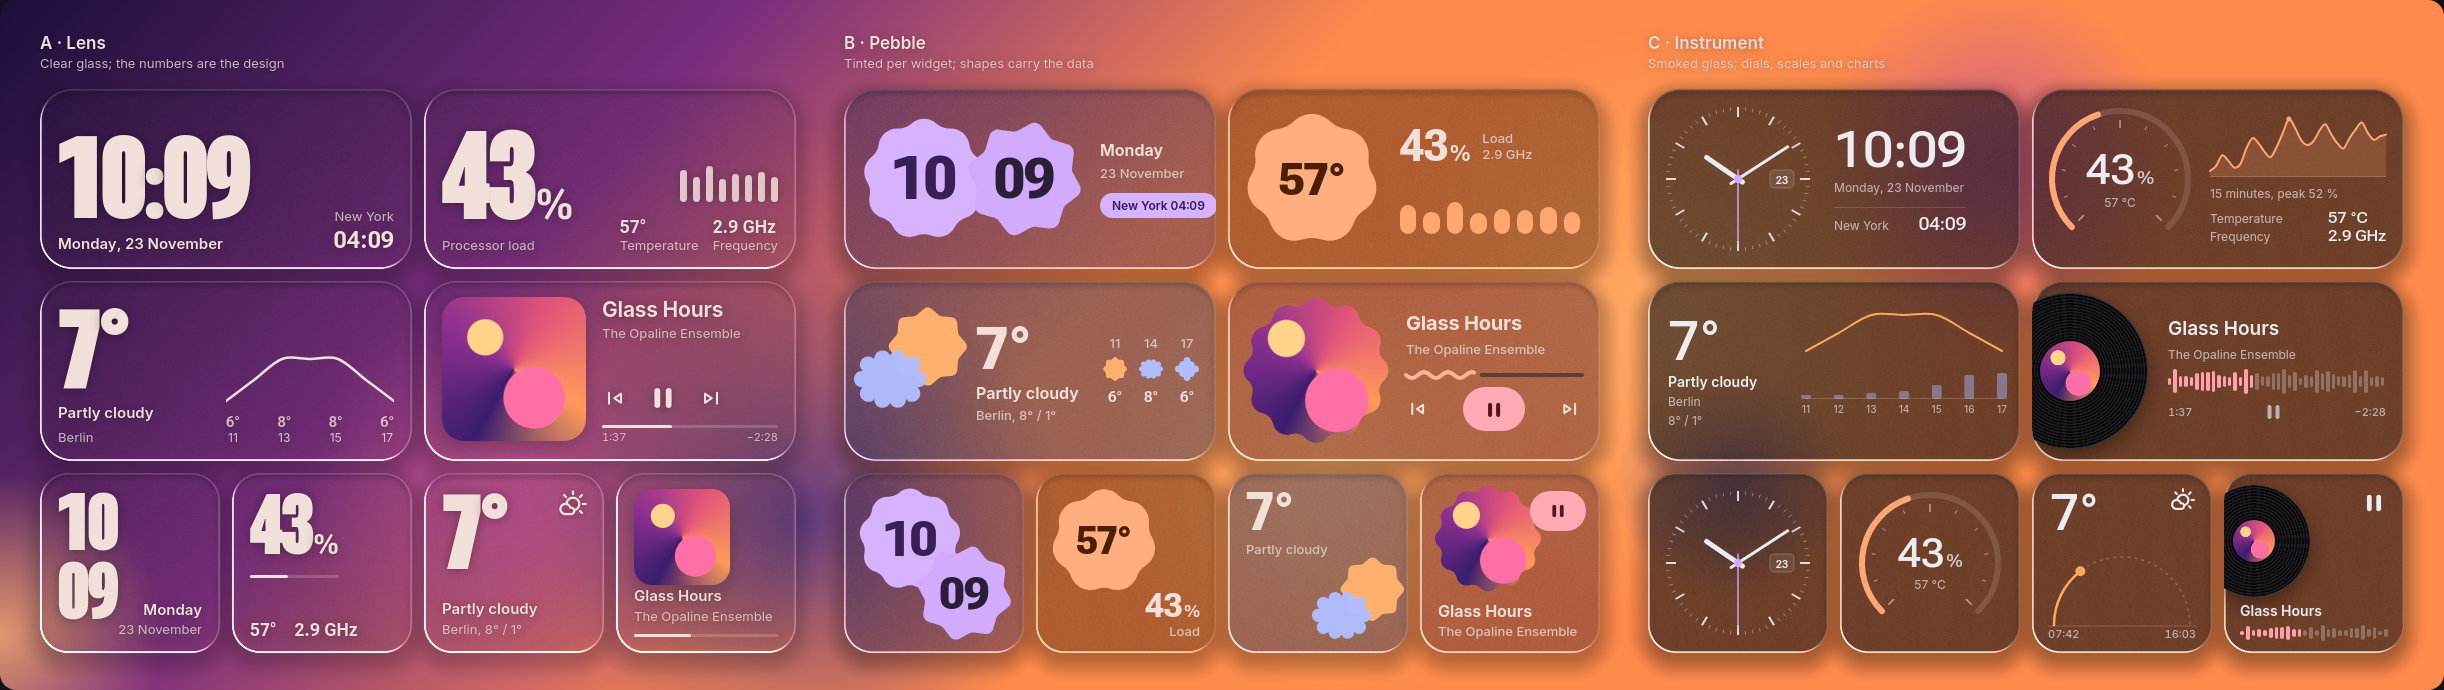 A · Lens
Clear glass; the numbers are the design
10:09
Monday, 23 November
New York
04:09
43%
Processor load
57°
Temperature
2.9 GHz
Frequency
7°
Partly cloudy
Berlin
6° 8° 8° 6°
11 13 15 17
Glass Hours
The Opaline Ensemble
1:37 −2:28
10
09
Monday
23 November
43%
57° 2.9 GHz
7°
Partly cloudy
Berlin, 8° / 1°
Glass Hours
The Opaline Ensemble
B · Pebble
Tinted per widget; shapes carry the data
10 09
Monday
23 November
New York 04:09
57°
43%
Load
2.9 GHz
7°
Partly cloudy
Berlin, 8° / 1°
11 14 17
6° 8° 6°
Glass Hours
The Opaline Ensemble
10
09
57°
43%
Load
7°
Partly cloudy
Glass Hours
The Opaline Ensemble
C · Instrument
Smoked glass; dials, scales and charts
23
10:09
Monday, 23 November
New York 04:09
43%
57 °C
15 minutes, peak 52 %
Temperature 57 °C
Frequency 2.9 GHz
7°
Partly cloudy
Berlin
8° / 1°
11 12 13 14 15 16 17
Glass Hours
The Opaline Ensemble
1:37 −2:28
23
43%
57 °C
7°
07:42 16:03
Glass Hours